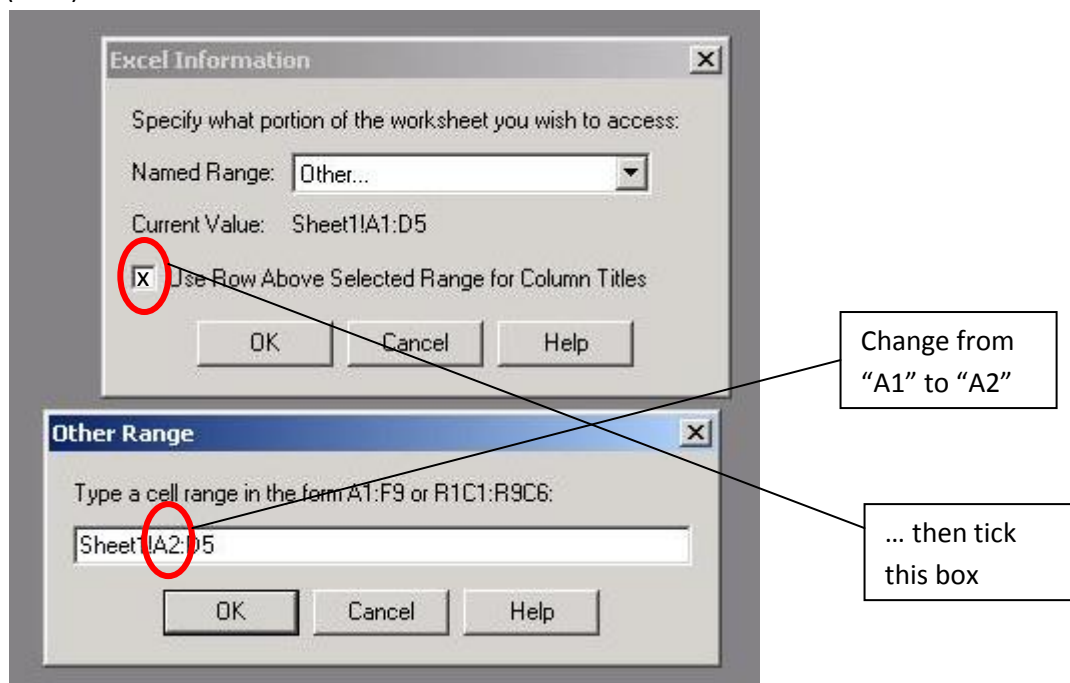 Excel Information
Specify what portion of the worksheet you wish to access:
Named Range: Other...
Current Value: Sheet1!A1:D5
X Use Row Above Selected Range for Column Titles
OK Cancel Help
Change from
“A1” to “A2”
Other Range
Type a cell range in the form A1:F9 or R1C1:R9C6:
Sheet1!A2:D5
OK Cancel Help
... then tick
this box